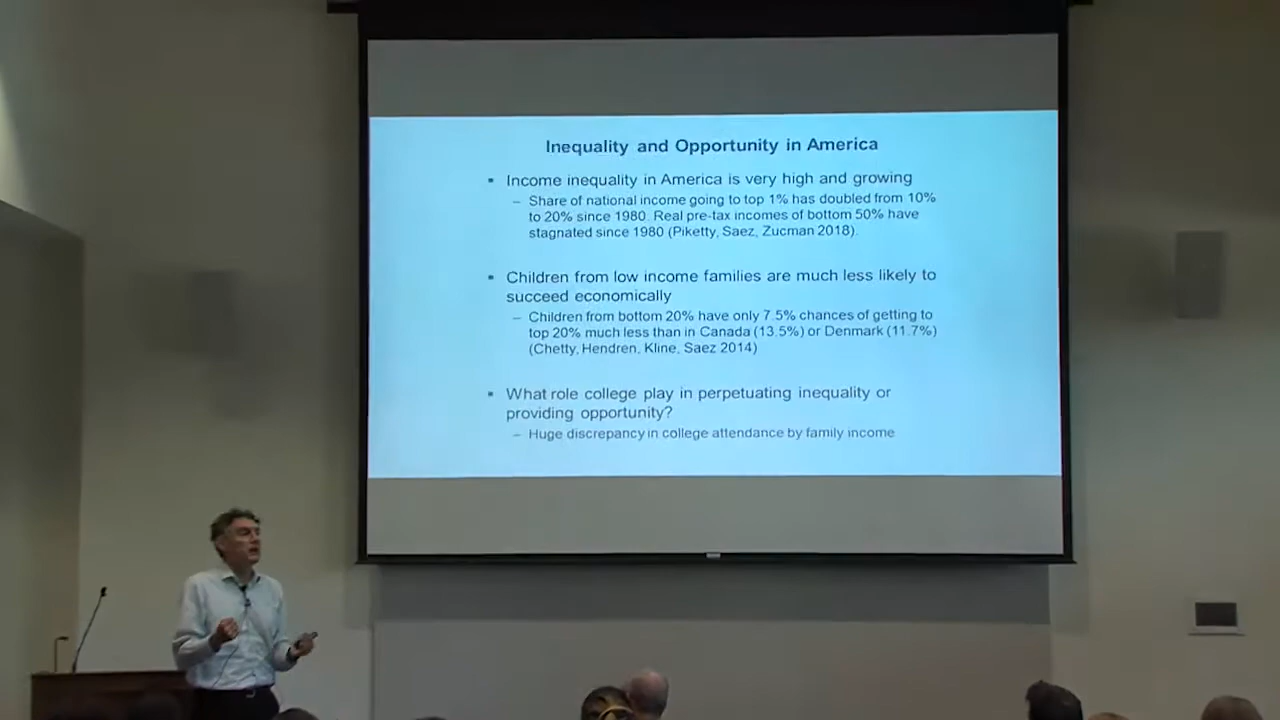 Inequality and Opportunity in America
▪ Income inequality in America is very high and growing
– Share of national income going to top 1% has doubled from 10%
to 20% since 1980. Real pre-tax incomes of bottom 50% have
stagnated since 1980 (Piketty, Saez, Zucman 2018).
▪ Children from low income families are much less likely to
succeed economically
– Children from bottom 20% have only 7.5% chances of getting to
top 20% much less than in Canada (13.5%) or Denmark (11.7%)
(Chetty, Hendren, Kline, Saez 2014)
▪ What role college play in perpetuating inequality or
providing opportunity?
– Huge discrepancy in college attendance by family income